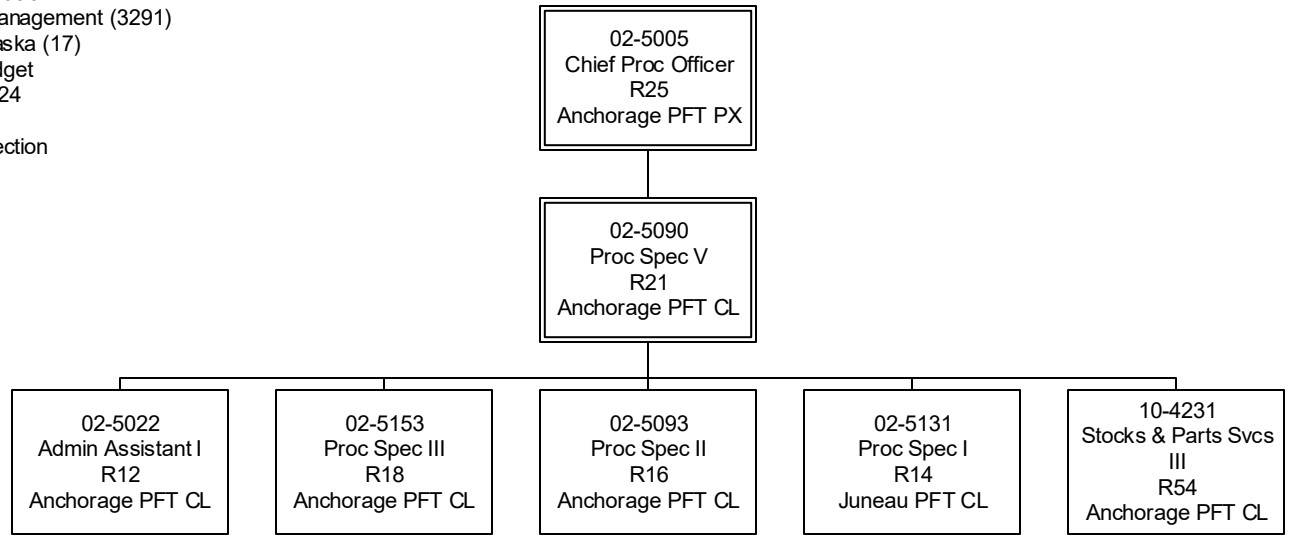 anagement (3291)
aska (17)
dget
24
ection
02-5005
Chief Proc Officer
R25
Anchorage PFT PX
02-5090
Proc Spec V
R21
Anchorage PFT CL
02-5022
Admin Assistant I
R12
Anchorage PFT CL
02-5153
Proc Spec III
R18
Anchorage PFT CL
02-5093
Proc Spec II
R16
Anchorage PFT CL
02-5131
Proc Spec I
R14
Juneau PFT CL
10-4231
Stocks & Parts Svcs
III
R54
Anchorage PFT CL